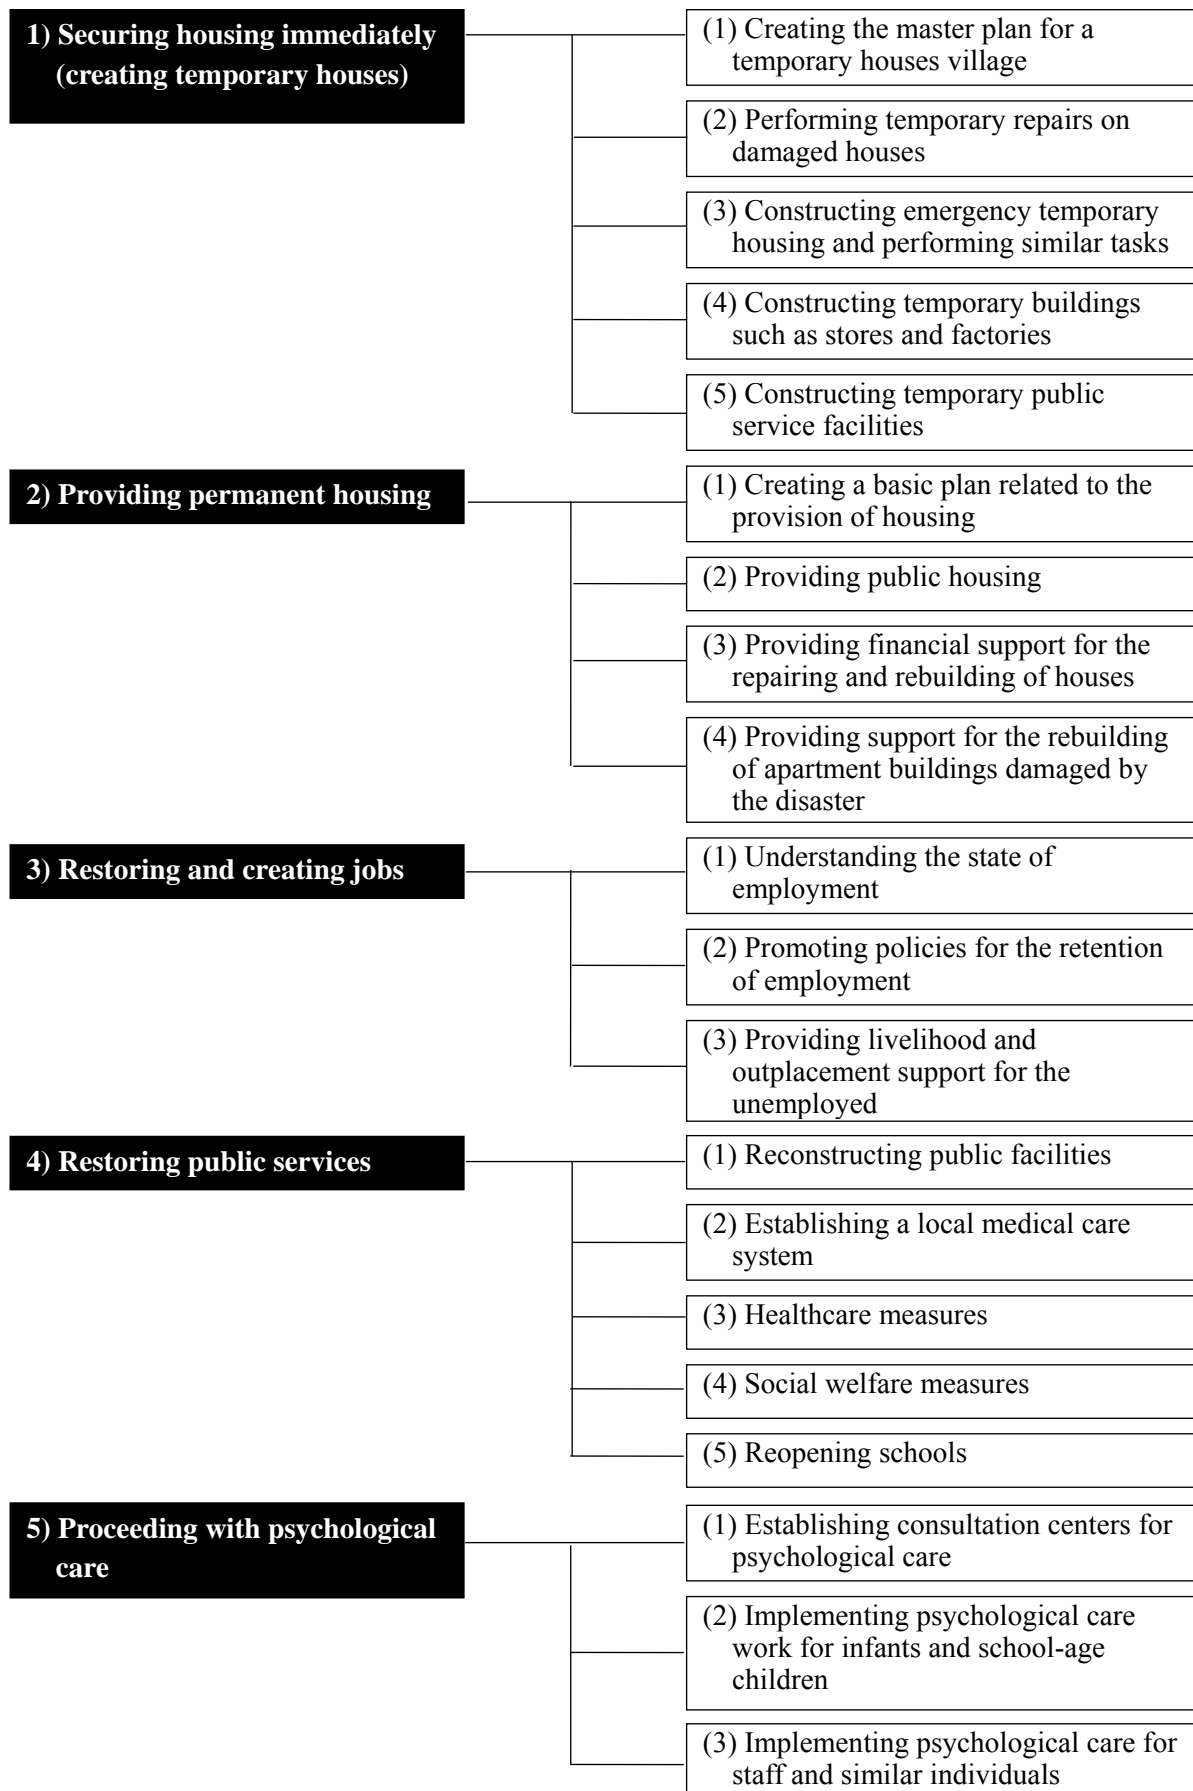 1) Securing housing immediately
(creating temporary houses)
(1) Creating the master plan for a
temporary houses village
(2) Performing temporary repairs on
damaged houses
(3) Constructing emergency temporary
housing and performing similar tasks
(4) Constructing temporary buildings
such as stores and factories
(5) Constructing temporary public
service facilities
2) Providing permanent housing
(1) Creating a basic plan related to the
provision of housing
(2) Providing public housing
(3) Providing financial support for the
repairing and rebuilding of houses
(4) Providing support for the rebuilding
of apartment buildings damaged by
the disaster
3) Restoring and creating jobs
(1) Understanding the state of
employment
(2) Promoting policies for the retention
of employment
(3) Providing livelihood and
outplacement support for the
unemployed
4) Restoring public services
(1) Reconstructing public facilities
(2) Establishing a local medical care
system
(3) Healthcare measures
(4) Social welfare measures
(5) Reopening schools
5) Proceeding with psychological
care
(1) Establishing consultation centers for
psychological care
(2) Implementing psychological care
work for infants and school-age
children
(3) Implementing psychological care for
staff and similar individuals